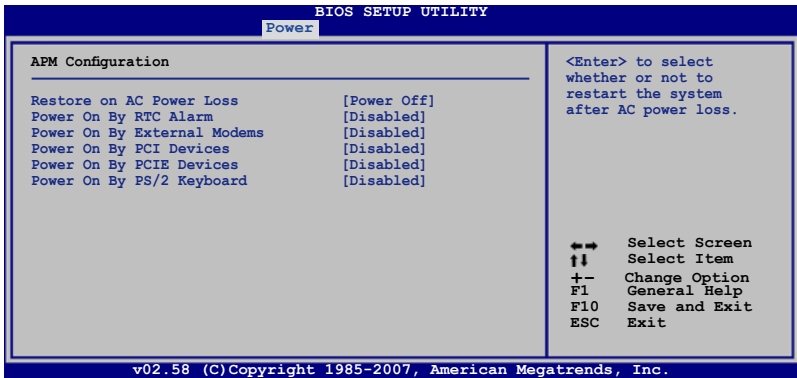 BIOS SETUP UTILITY
Power
APM Configuration
Restore on AC Power Loss [Power Off]
Power On By RTC Alarm [Disabled]
Power On By External Modems [Disabled]
Power On By PCI Devices [Disabled]
Power On By PCIE Devices [Disabled]
Power On By PS/2 Keyboard [Disabled]
<Enter> to select
whether or not to
restart the system
after AC power loss.
←→ Select Screen
↑↓ Select Item
+- Change Option
F1 General Help
F10 Save and Exit
ESC Exit
v02.58 (C)Copyright 1985-2007, American Megatrends, Inc.